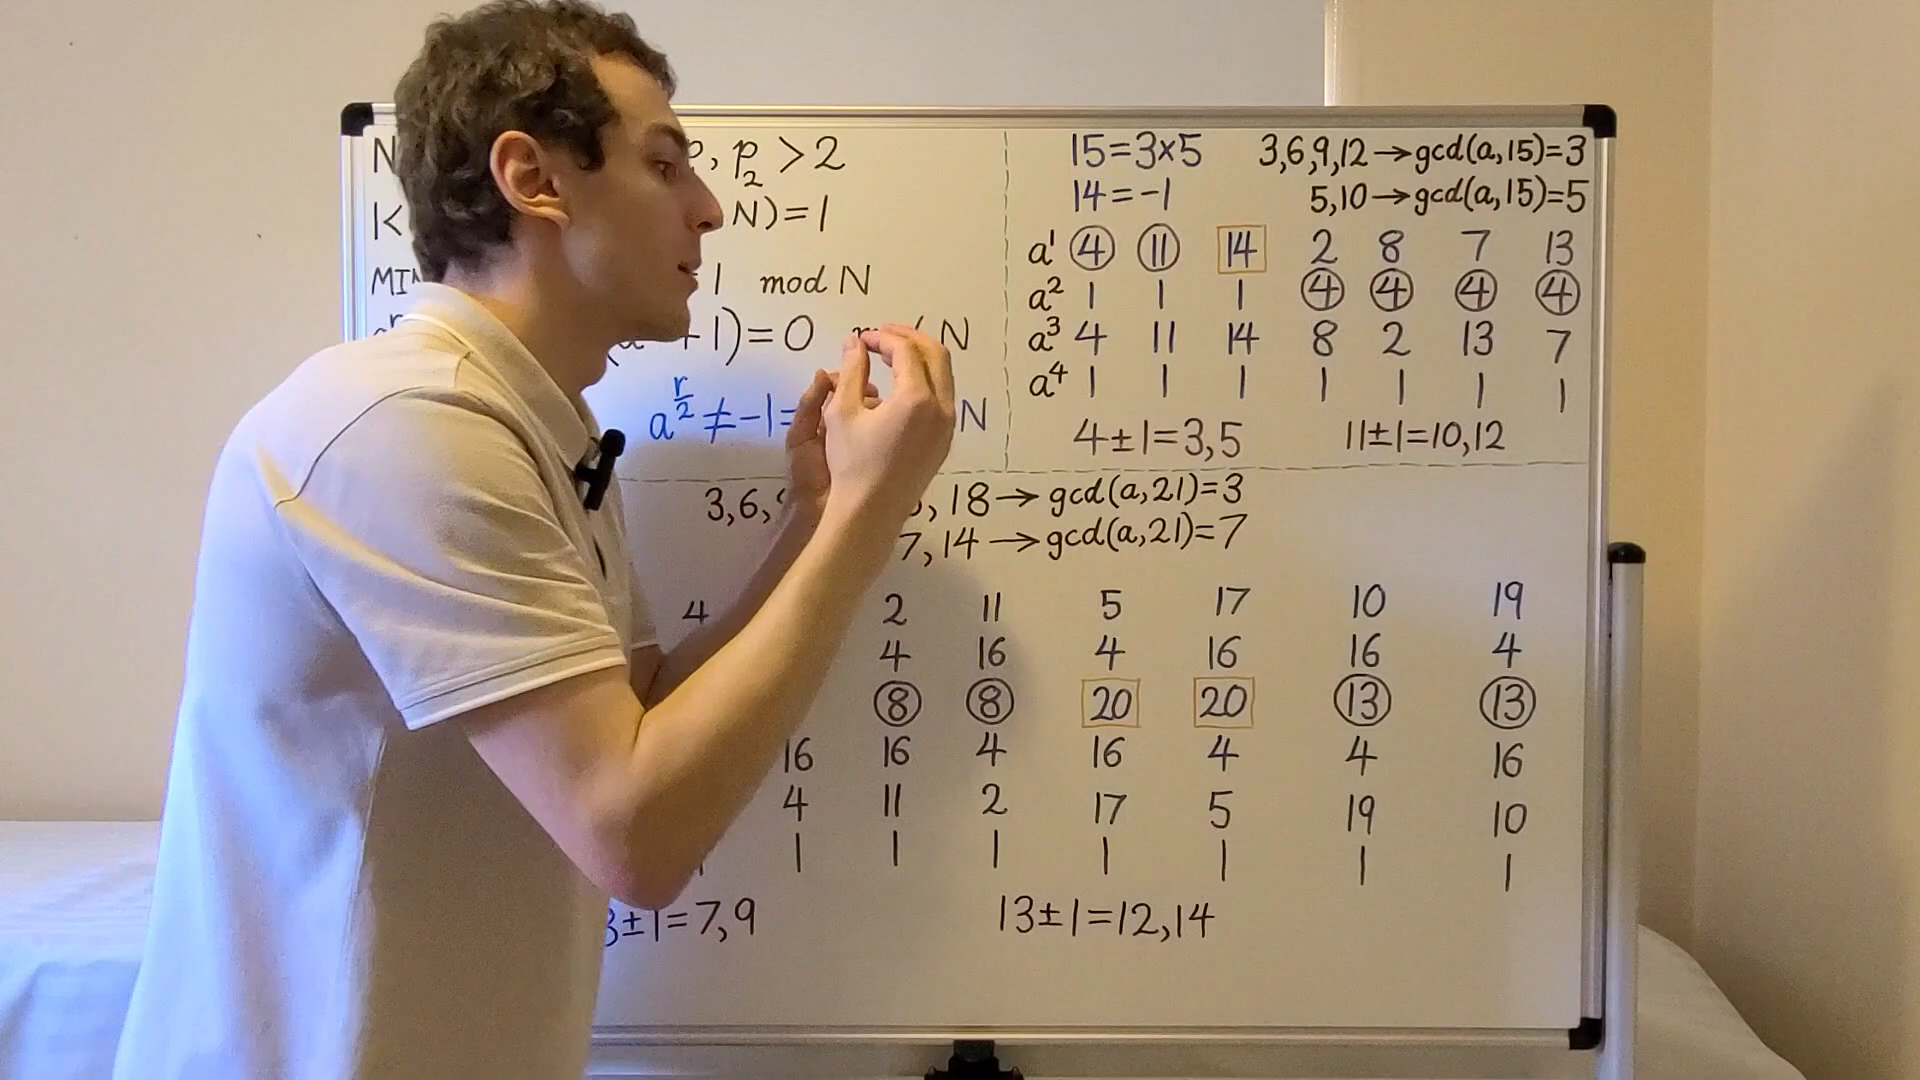 N p, p₂ > 2
1< N)=1
MIN 1 mod N
+1)=0 N
a^(r/2) ≠ -1= N
15=3×5 3,6,9,12→gcd(a,15)=3
14=-1 5,10→gcd(a,15)=5
a¹ 4 11 14 2 8 7 13
a² 1 1 1 4 4 4 4
a³ 4 11 14 8 2 13 7
a⁴ 1 1 1 1 1 1 1
4±1=3,5 11±1=10,12
3,6, , 18→gcd(a,21)=3
7,14→gcd(a,21)=7
4 2 11 5 17 10 19
4 16 4 16 16 4
8 8 20 20 13 13
16 16 4 16 4 4 16
4 11 2 17 5 19 10
1 1 1 1 1 1 1
8±1=7,9 13±1=12,14